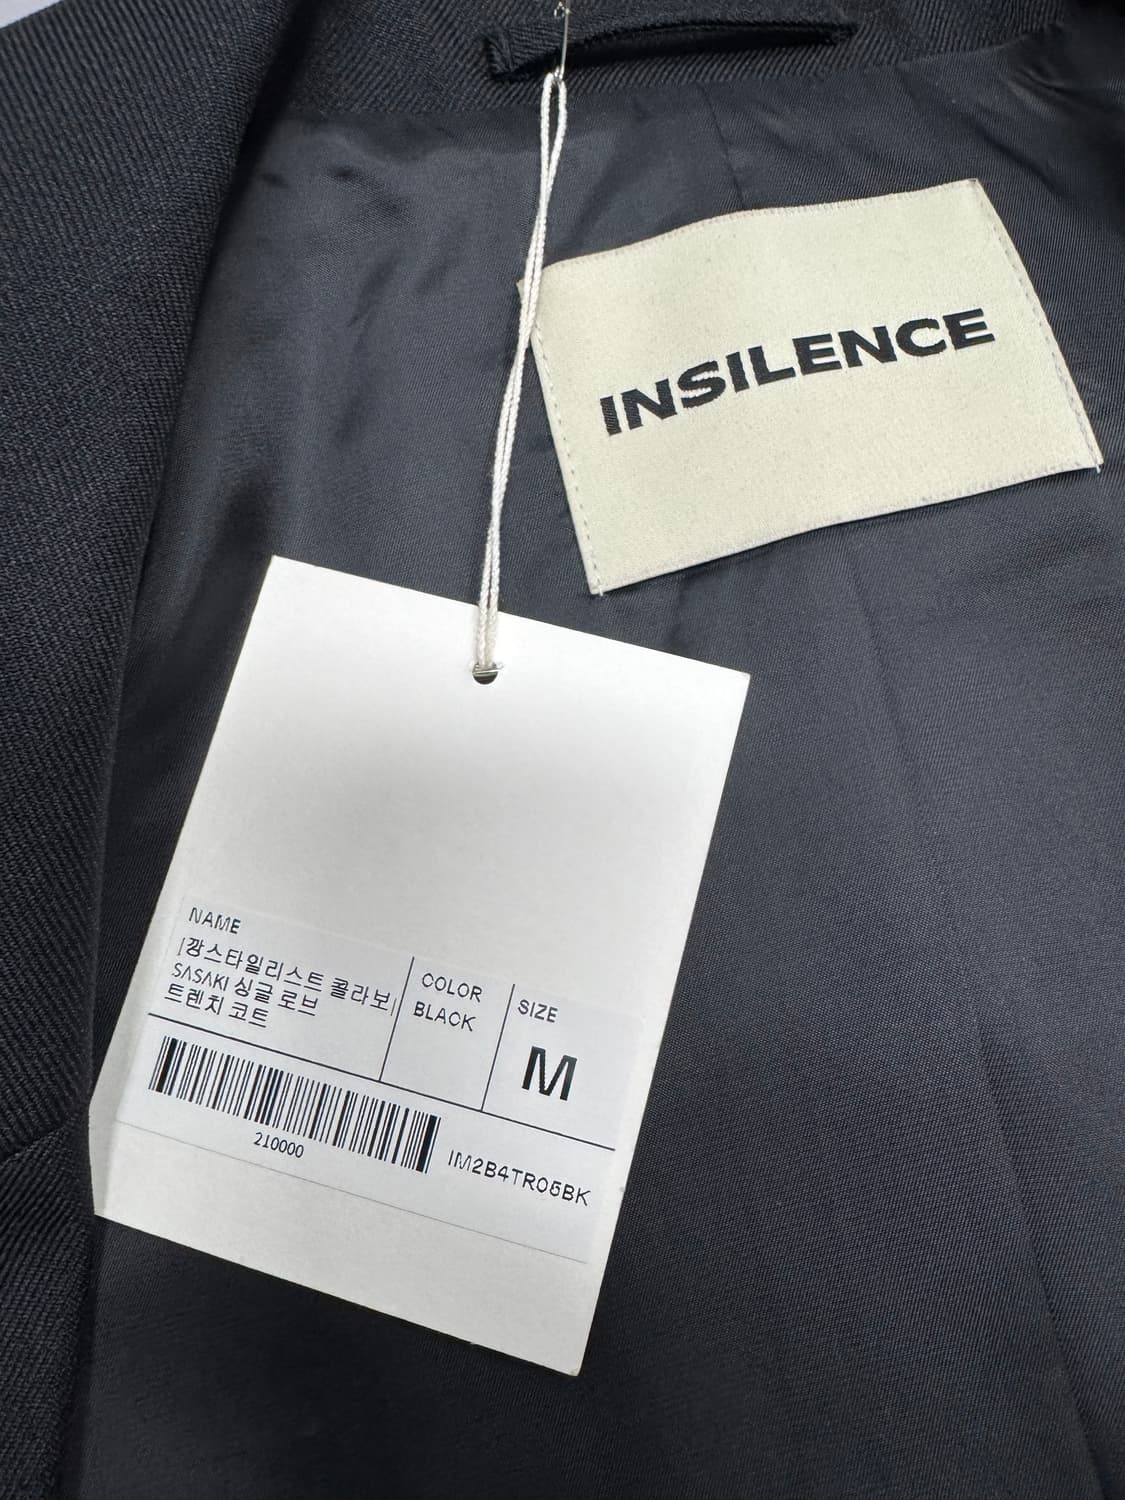 INSILENCE
NAME
[깡스타일리스트 콜라보]
SASAKI 싱글 로브
트렌치 코트
COLOR
BLACK
SIZE
M
210000
IM2B4TR05BK